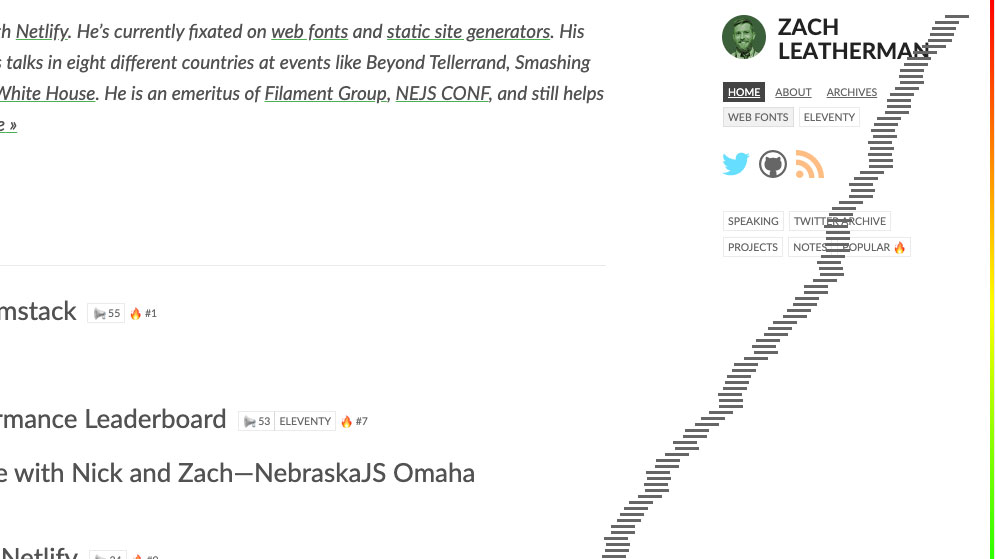 h Netlify. He’s currently fixated on web fonts and static site generators. His
s talks in eight different countries at events like Beyond Tellerrand, Smashing
White House. He is an emeritus of Filament Group, NEJS CONF, and still helps
e »
ZACH
LEATHERMAN
HOME ABOUT ARCHIVES
WEB FONTS ELEVENTY
SPEAKING TWITTER ARCHIVE
PROJECTS NOTES POPULAR 🔥
mstack 55 🔥 #1
rmance Leaderboard 53 ELEVENTY 🔥 #7
e with Nick and Zach—NebraskaJS Omaha
Netlify